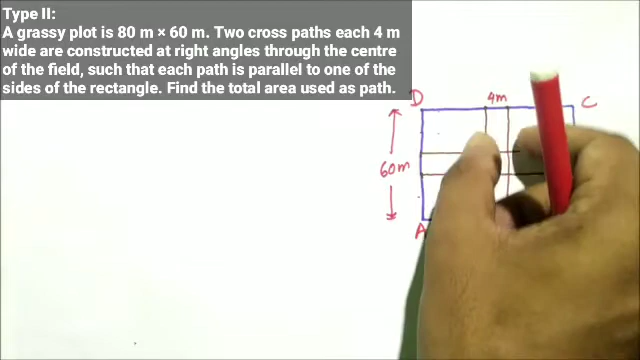 Type II:
A grassy plot is 80 m × 60 m. Two cross paths each 4 m
wide are constructed at right angles through the centre
of the field, such that each path is parallel to one of the
sides of the rectangle. Find the total area used as path.
D 4m C
60m
A